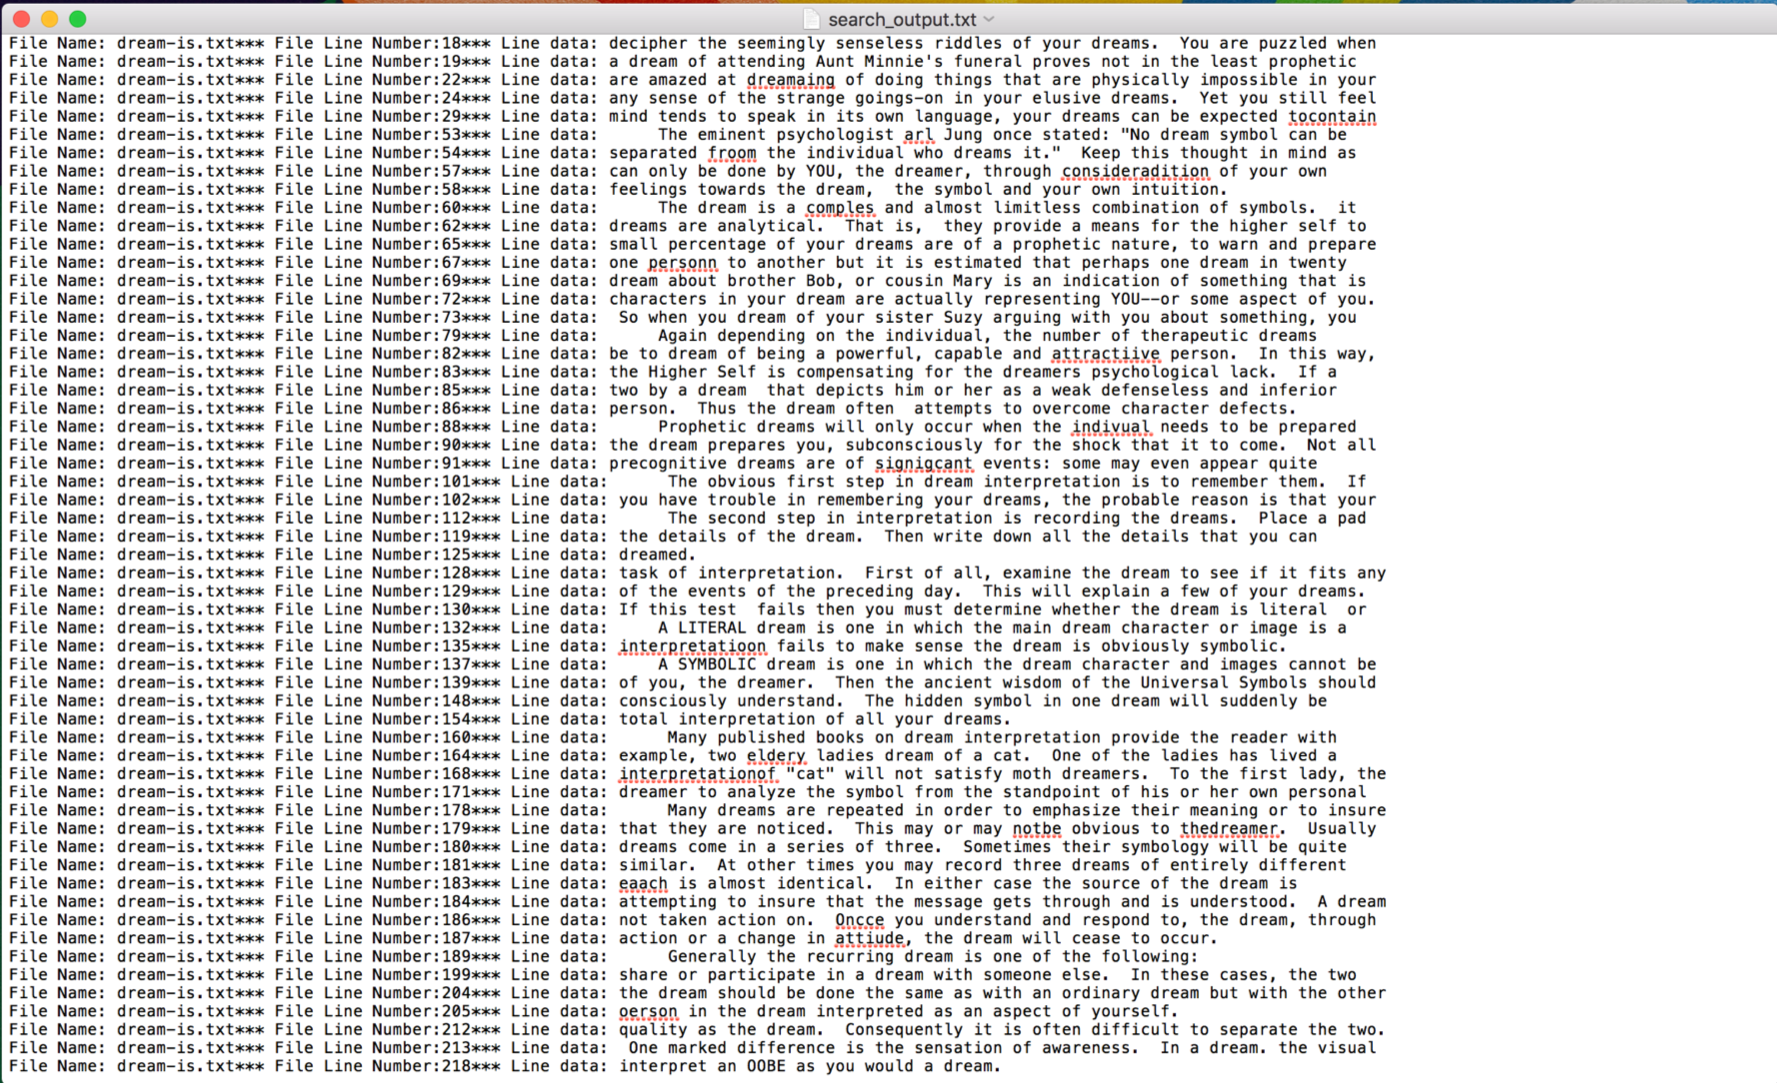 search_output.txt
File Name: dream-is.txt*** File Line Number:18*** Line data: decipher the seemingly senseless riddles of your dreams.  You are puzzled when
File Name: dream-is.txt*** File Line Number:19*** Line data: a dream of attending Aunt Minnie's funeral proves not in the least prophetic
File Name: dream-is.txt*** File Line Number:22*** Line data: are amazed at dreamaing of doing things that are physically impossible in your
File Name: dream-is.txt*** File Line Number:24*** Line data: any sense of the strange goings-on in your elusive dreams.  Yet you still feel
File Name: dream-is.txt*** File Line Number:29*** Line data: mind tends to speak in its own language, your dreams can be expected tocontain
File Name: dream-is.txt*** File Line Number:53*** Line data:      The eminent psychologist arl Jung once stated: "No dream symbol can be
File Name: dream-is.txt*** File Line Number:54*** Line data: separated froom the individual who dreams it."  Keep this thought in mind as
File Name: dream-is.txt*** File Line Number:57*** Line data: can only be done by YOU, the dreamer, through consideradition of your own
File Name: dream-is.txt*** File Line Number:58*** Line data: feelings towards the dream,  the symbol and your own intuition.
File Name: dream-is.txt*** File Line Number:60*** Line data:      The dream is a comples and almost limitless combination of symbols.  it
File Name: dream-is.txt*** File Line Number:62*** Line data: dreams are analytical.  That is,  they provide a means for the higher self to
File Name: dream-is.txt*** File Line Number:65*** Line data: small percentage of your dreams are of a prophetic nature, to warn and prepare
File Name: dream-is.txt*** File Line Number:67*** Line data: one personn to another but it is estimated that perhaps one dream in twenty
File Name: dream-is.txt*** File Line Number:69*** Line data: dream about brother Bob, or cousin Mary is an indication of something that is
File Name: dream-is.txt*** File Line Number:72*** Line data: characters in your dream are actually representing YOU--or some aspect of you.
File Name: dream-is.txt*** File Line Number:73*** Line data:  So when you dream of your sister Suzy arguing with you about something, you
File Name: dream-is.txt*** File Line Number:79*** Line data:      Again depending on the individual, the number of therapeutic dreams
File Name: dream-is.txt*** File Line Number:82*** Line data: be to dream of being a powerful, capable and attractiive person.  In this way,
File Name: dream-is.txt*** File Line Number:83*** Line data: the Higher Self is compensating for the dreamers psychological lack.  If a
File Name: dream-is.txt*** File Line Number:85*** Line data: two by a dream  that depicts him or her as a weak defenseless and inferior
File Name: dream-is.txt*** File Line Number:86*** Line data: person.  Thus the dream often  attempts to overcome character defects.
File Name: dream-is.txt*** File Line Number:88*** Line data:      Prophetic dreams will only occur when the indivual needs to be prepared
File Name: dream-is.txt*** File Line Number:90*** Line data: the dream prepares you, subconsciously for the shock that it to come.  Not all
File Name: dream-is.txt*** File Line Number:91*** Line data: precognitive dreams are of signigcant events: some may even appear quite
File Name: dream-is.txt*** File Line Number:101*** Line data:      The obvious first step in dream interpretation is to remember them.  If
File Name: dream-is.txt*** File Line Number:102*** Line data: you have trouble in remembering your dreams, the probable reason is that your
File Name: dream-is.txt*** File Line Number:112*** Line data:      The second step in interpretation is recording the dreams.  Place a pad
File Name: dream-is.txt*** File Line Number:119*** Line data: the details of the dream.  Then write down all the details that you can
File Name: dream-is.txt*** File Line Number:125*** Line data: dreamed.
File Name: dream-is.txt*** File Line Number:128*** Line data: task of interpretation.  First of all, examine the dream to see if it fits any
File Name: dream-is.txt*** File Line Number:129*** Line data: of the events of the preceding day.  This will explain a few of your dreams.
File Name: dream-is.txt*** File Line Number:130*** Line data: If this test  fails then you must determine whether the dream is literal  or
File Name: dream-is.txt*** File Line Number:132*** Line data:     A LITERAL dream is one in which the main dream character or image is a
File Name: dream-is.txt*** File Line Number:135*** Line data: interpretatioon fails to make sense the dream is obviously symbolic.
File Name: dream-is.txt*** File Line Number:137*** Line data:     A SYMBOLIC dream is one in which the dream character and images cannot be
File Name: dream-is.txt*** File Line Number:139*** Line data: of you, the dreamer.  Then the ancient wisdom of the Universal Symbols should
File Name: dream-is.txt*** File Line Number:148*** Line data: consciously understand.  The hidden symbol in one dream will suddenly be
File Name: dream-is.txt*** File Line Number:154*** Line data: total interpretation of all your dreams.
File Name: dream-is.txt*** File Line Number:160*** Line data:      Many published books on dream interpretation provide the reader with
File Name: dream-is.txt*** File Line Number:164*** Line data: example, two eldery ladies dream of a cat.  One of the ladies has lived a
File Name: dream-is.txt*** File Line Number:168*** Line data: interpretationof "cat" will not satisfy moth dreamers.  To the first lady, the
File Name: dream-is.txt*** File Line Number:171*** Line data: dreamer to analyze the symbol from the standpoint of his or her own personal
File Name: dream-is.txt*** File Line Number:178*** Line data:      Many dreams are repeated in order to emphasize their meaning or to insure
File Name: dream-is.txt*** File Line Number:179*** Line data: that they are noticed.  This may or may notbe obvious to thedreamer.  Usually
File Name: dream-is.txt*** File Line Number:180*** Line data: dreams come in a series of three.  Sometimes their symbology will be quite
File Name: dream-is.txt*** File Line Number:181*** Line data: similar.  At other times you may record three dreams of entirely different
File Name: dream-is.txt*** File Line Number:183*** Line data: eaach is almost identical.  In either case the source of the dream is
File Name: dream-is.txt*** File Line Number:184*** Line data: attempting to insure that the message gets through and is understood.  A dream
File Name: dream-is.txt*** File Line Number:186*** Line data: not taken action on.  Oncce you understand and respond to, the dream, through
File Name: dream-is.txt*** File Line Number:187*** Line data: action or a change in attiude, the dream will cease to occur.
File Name: dream-is.txt*** File Line Number:189*** Line data:      Generally the recurring dream is one of the following:
File Name: dream-is.txt*** File Line Number:199*** Line data: share or participate in a dream with someone else.  In these cases, the two
File Name: dream-is.txt*** File Line Number:204*** Line data: the dream should be done the same as with an ordinary dream but with the other
File Name: dream-is.txt*** File Line Number:205*** Line data: oerson in the dream interpreted as an aspect of yourself.
File Name: dream-is.txt*** File Line Number:212*** Line data: quality as the dream.  Consequently it is often difficult to separate the two.
File Name: dream-is.txt*** File Line Number:213*** Line data:  One marked difference is the sensation of awareness.  In a dream. the visual
File Name: dream-is.txt*** File Line Number:218*** Line data: interpret an OOBE as you would a dream.